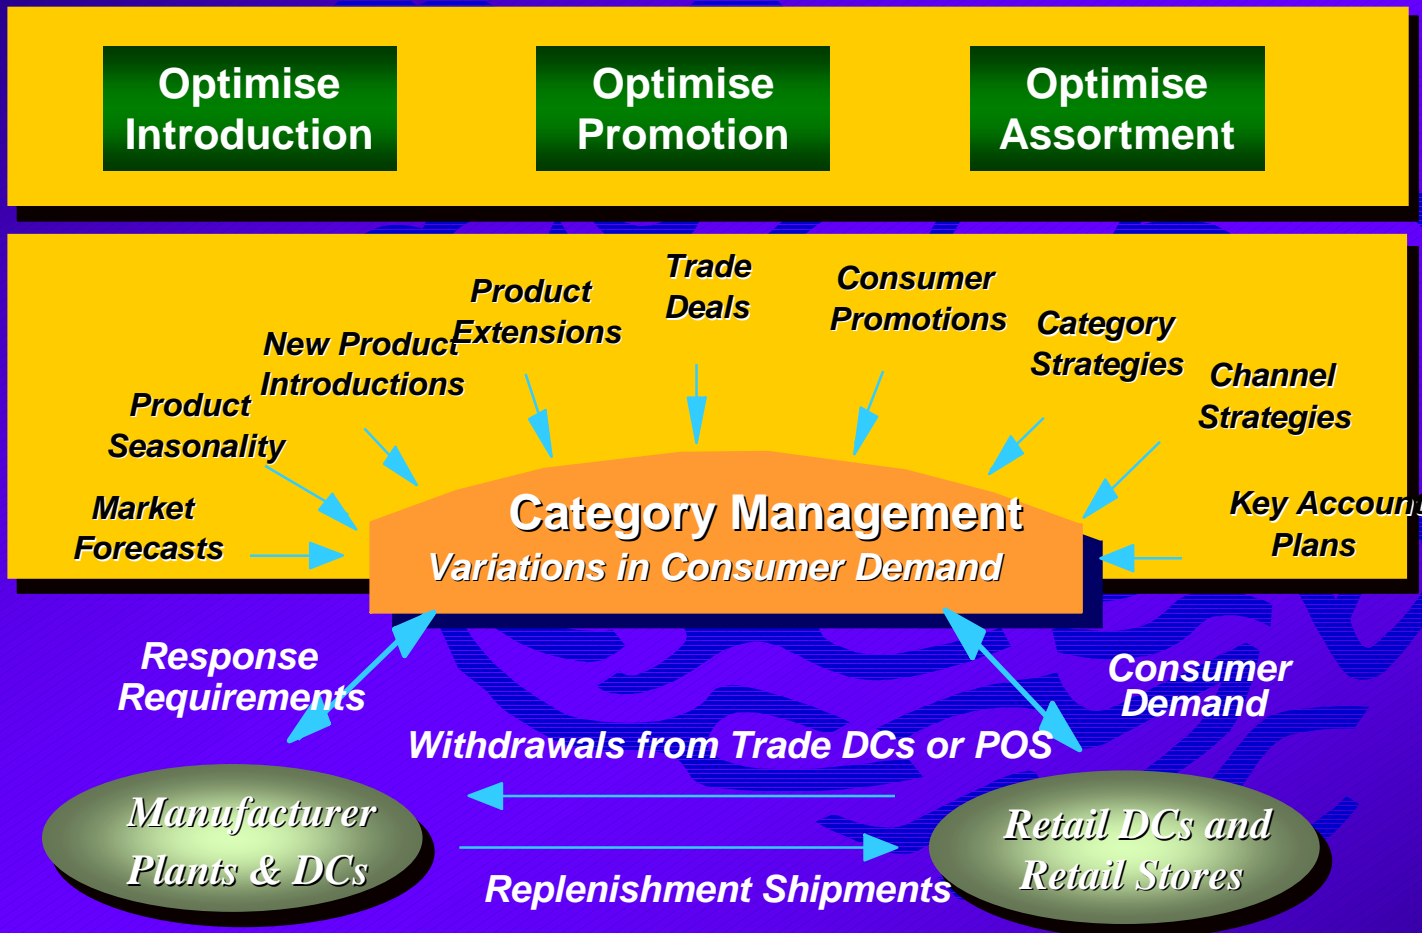 Optimise
Introduction
Optimise
Promotion
Optimise
Assortment
Trade
Deals
Consumer
Promotions
Product
Extensions
Category
Strategies
New Product
Introductions
Channel
Strategies
Product
Seasonality
Market
Forecasts
Key Account
Plans
Category Management
Variations in Consumer Demand
Response
Requirements
Consumer
Demand
Withdrawals from Trade DCs or POS
Manufacturer
Plants & DCs
Retail DCs and
Retail Stores
Replenishment Shipments